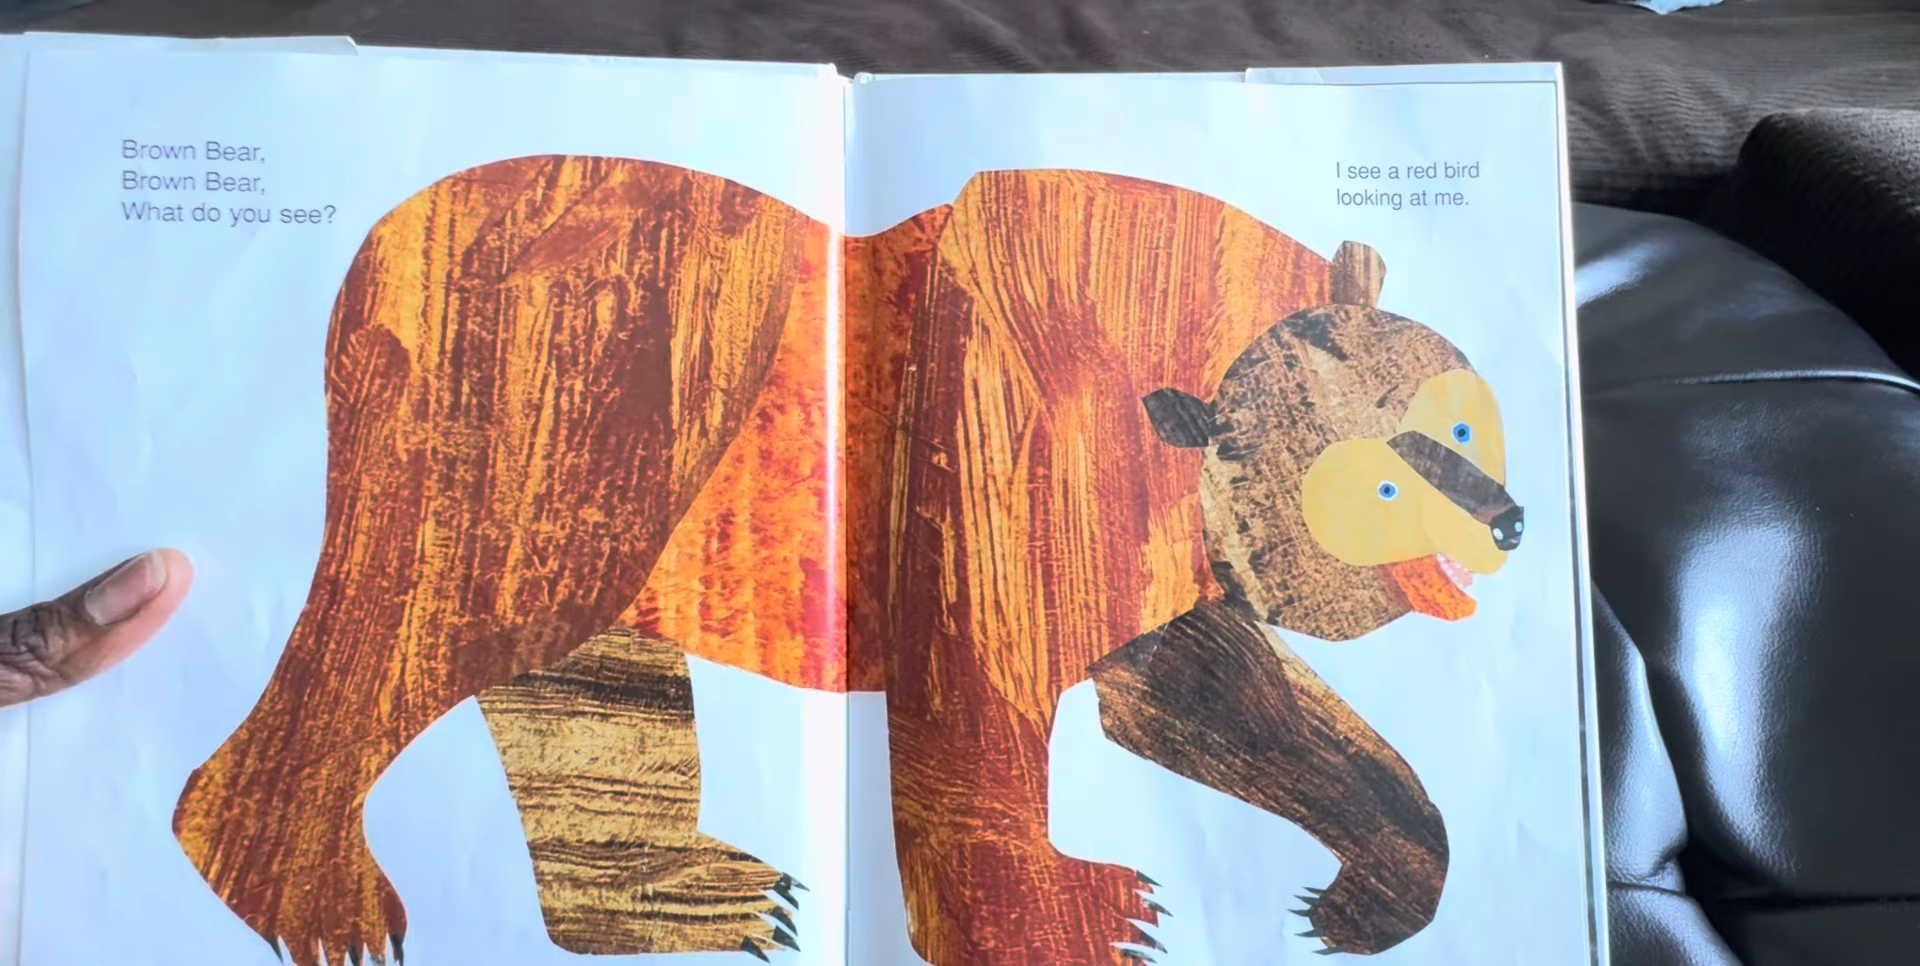 Brown Bear,
Brown Bear,
What do you see?
I see a red bird
looking at me.